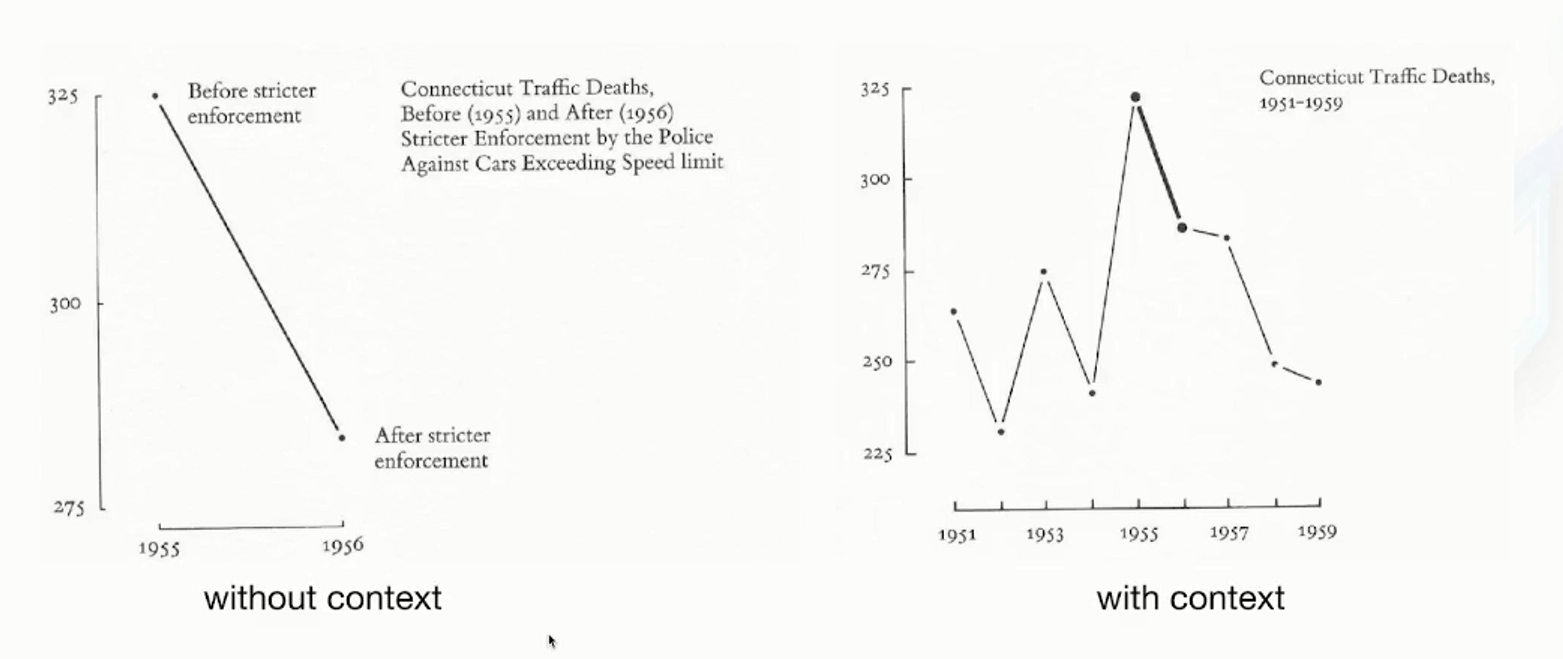 325
Before stricter
enforcement
Connecticut Traffic Deaths,
Before (1955) and After (1956)
Stricter Enforcement by the Police
Against Cars Exceeding Speed limit
300
After stricter
enforcement
275
1955 1956
without context
325
Connecticut Traffic Deaths,
1951-1959
300
275
250
225
1951 1953 1955 1957 1959
with context